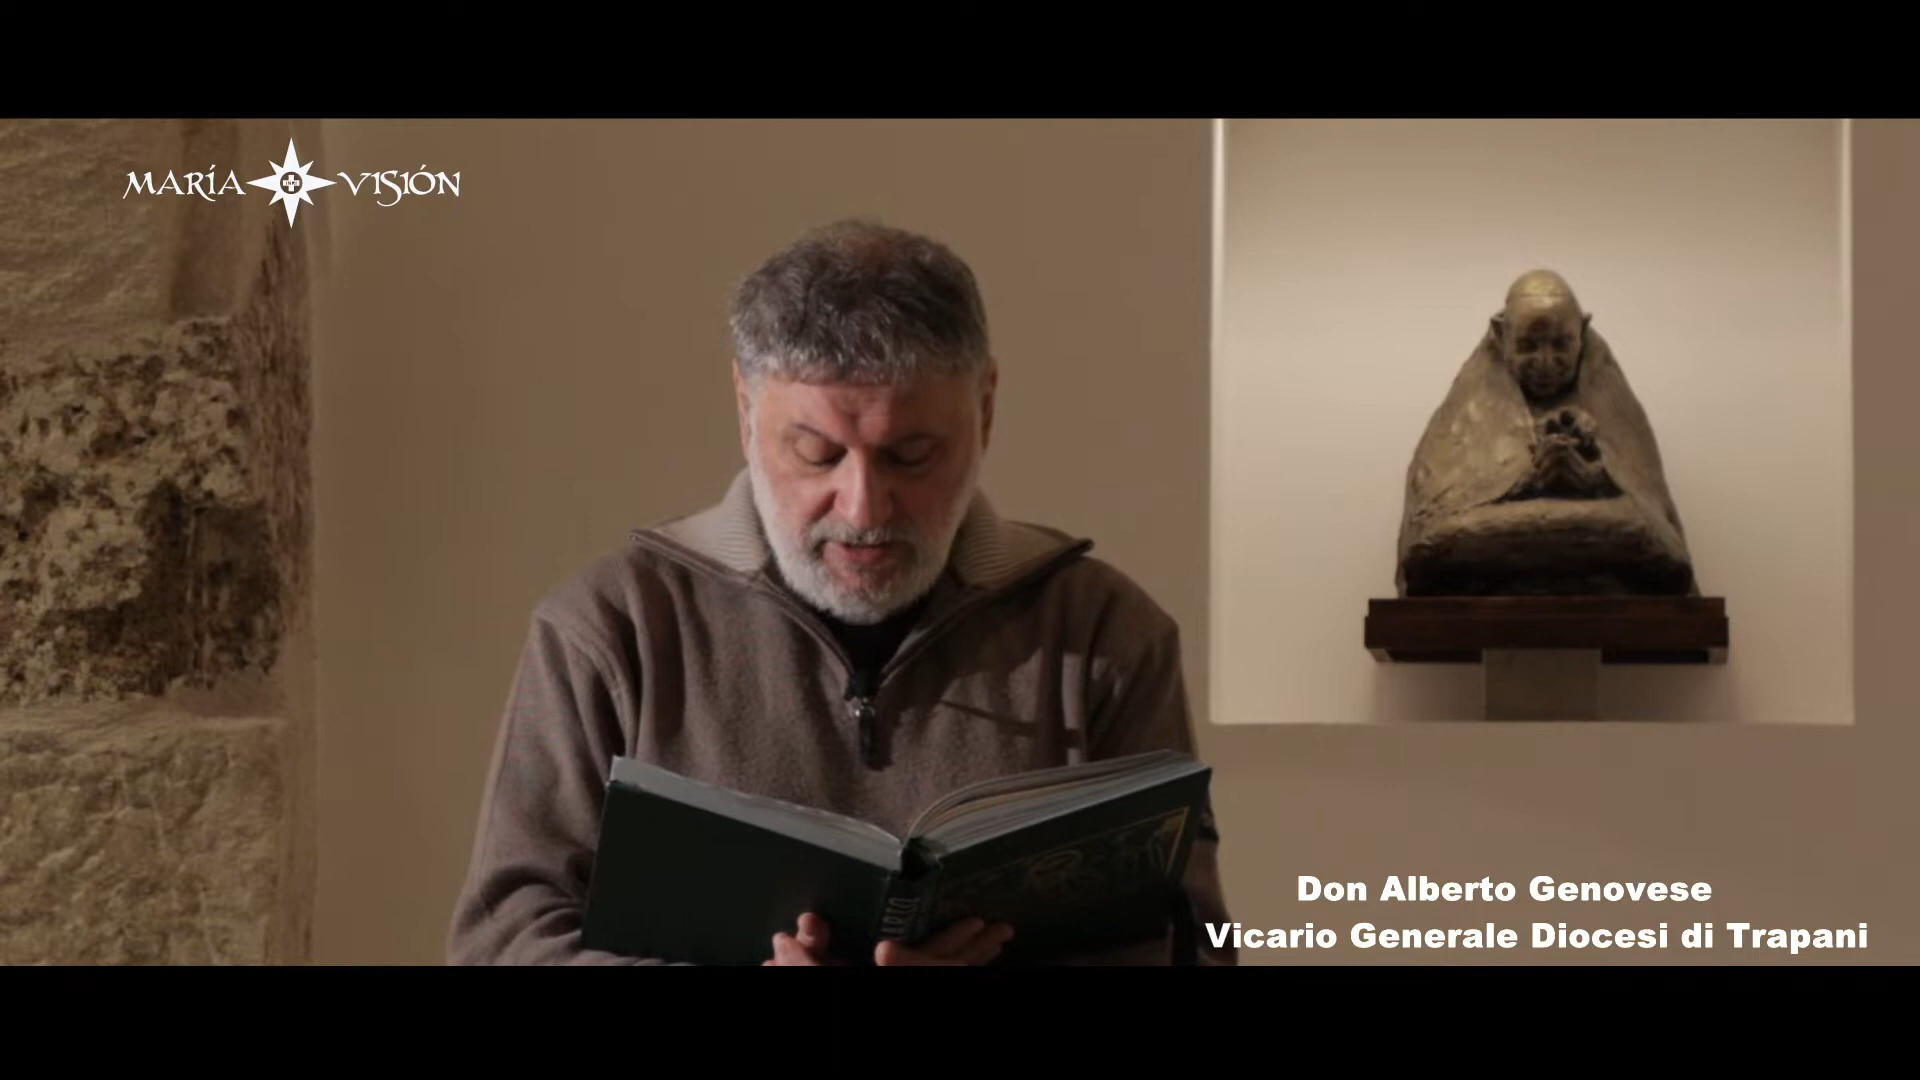 MARÍA VISIÓN
Don Alberto Genovese
Vicario Generale Diocesi di Trapani